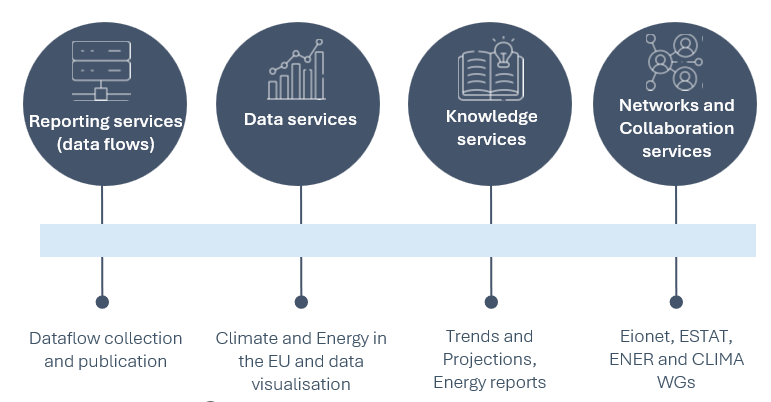 Reporting services
(data flows)
Data services
Knowledge
services
Networks and
Collaboration
services
Dataflow collection
and publication
Climate and Energy in
the EU and data
visualisation
Trends and
Projections,
Energy reports
Eionet, ESTAT,
ENER and CLIMA
WGs